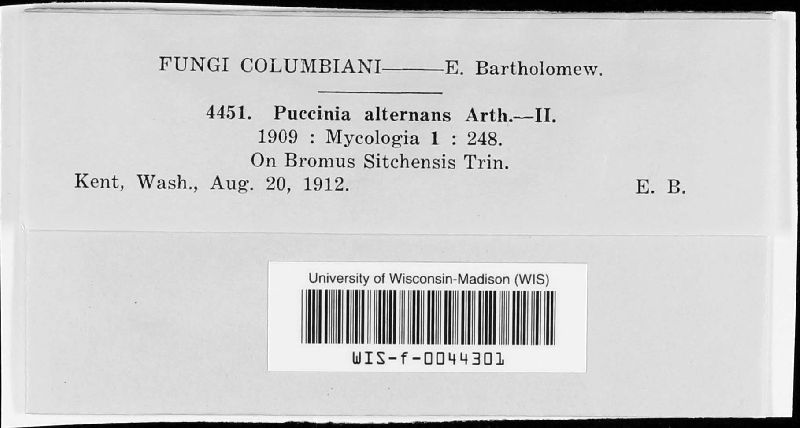 FUNGI COLUMBIANI———E. Bartholomew.
4451. Puccinia alternans Arth.—II.
1909 : Mycologia 1 : 248.
On Bromus Sitchensis Trin.
Kent, Wash., Aug. 20, 1912. E. B.
University of Wisconsin-Madison (WIS)
WIS-f-0044301